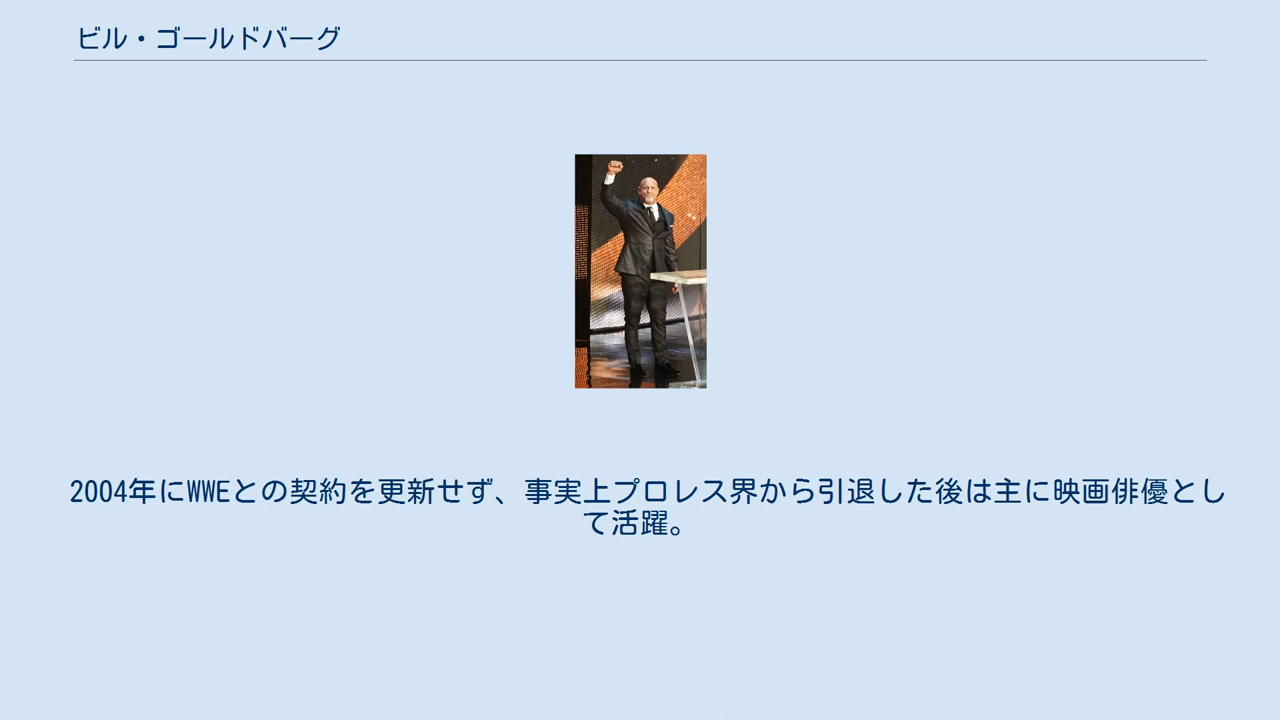 ビル・ゴールドバーグ
2004年にWWEとの契約を更新せず、事実上プロレス界から引退した後は主に映画俳優とし
て活躍。